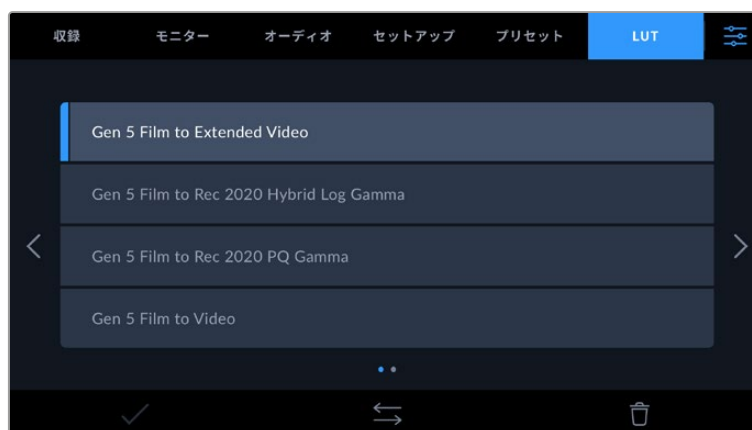 収録 モニター オーディオ セットアップ プリセット LUT
Gen 5 Film to Extended Video
Gen 5 Film to Rec 2020 Hybrid Log Gamma
Gen 5 Film to Rec 2020 PQ Gamma
Gen 5 Film to Video